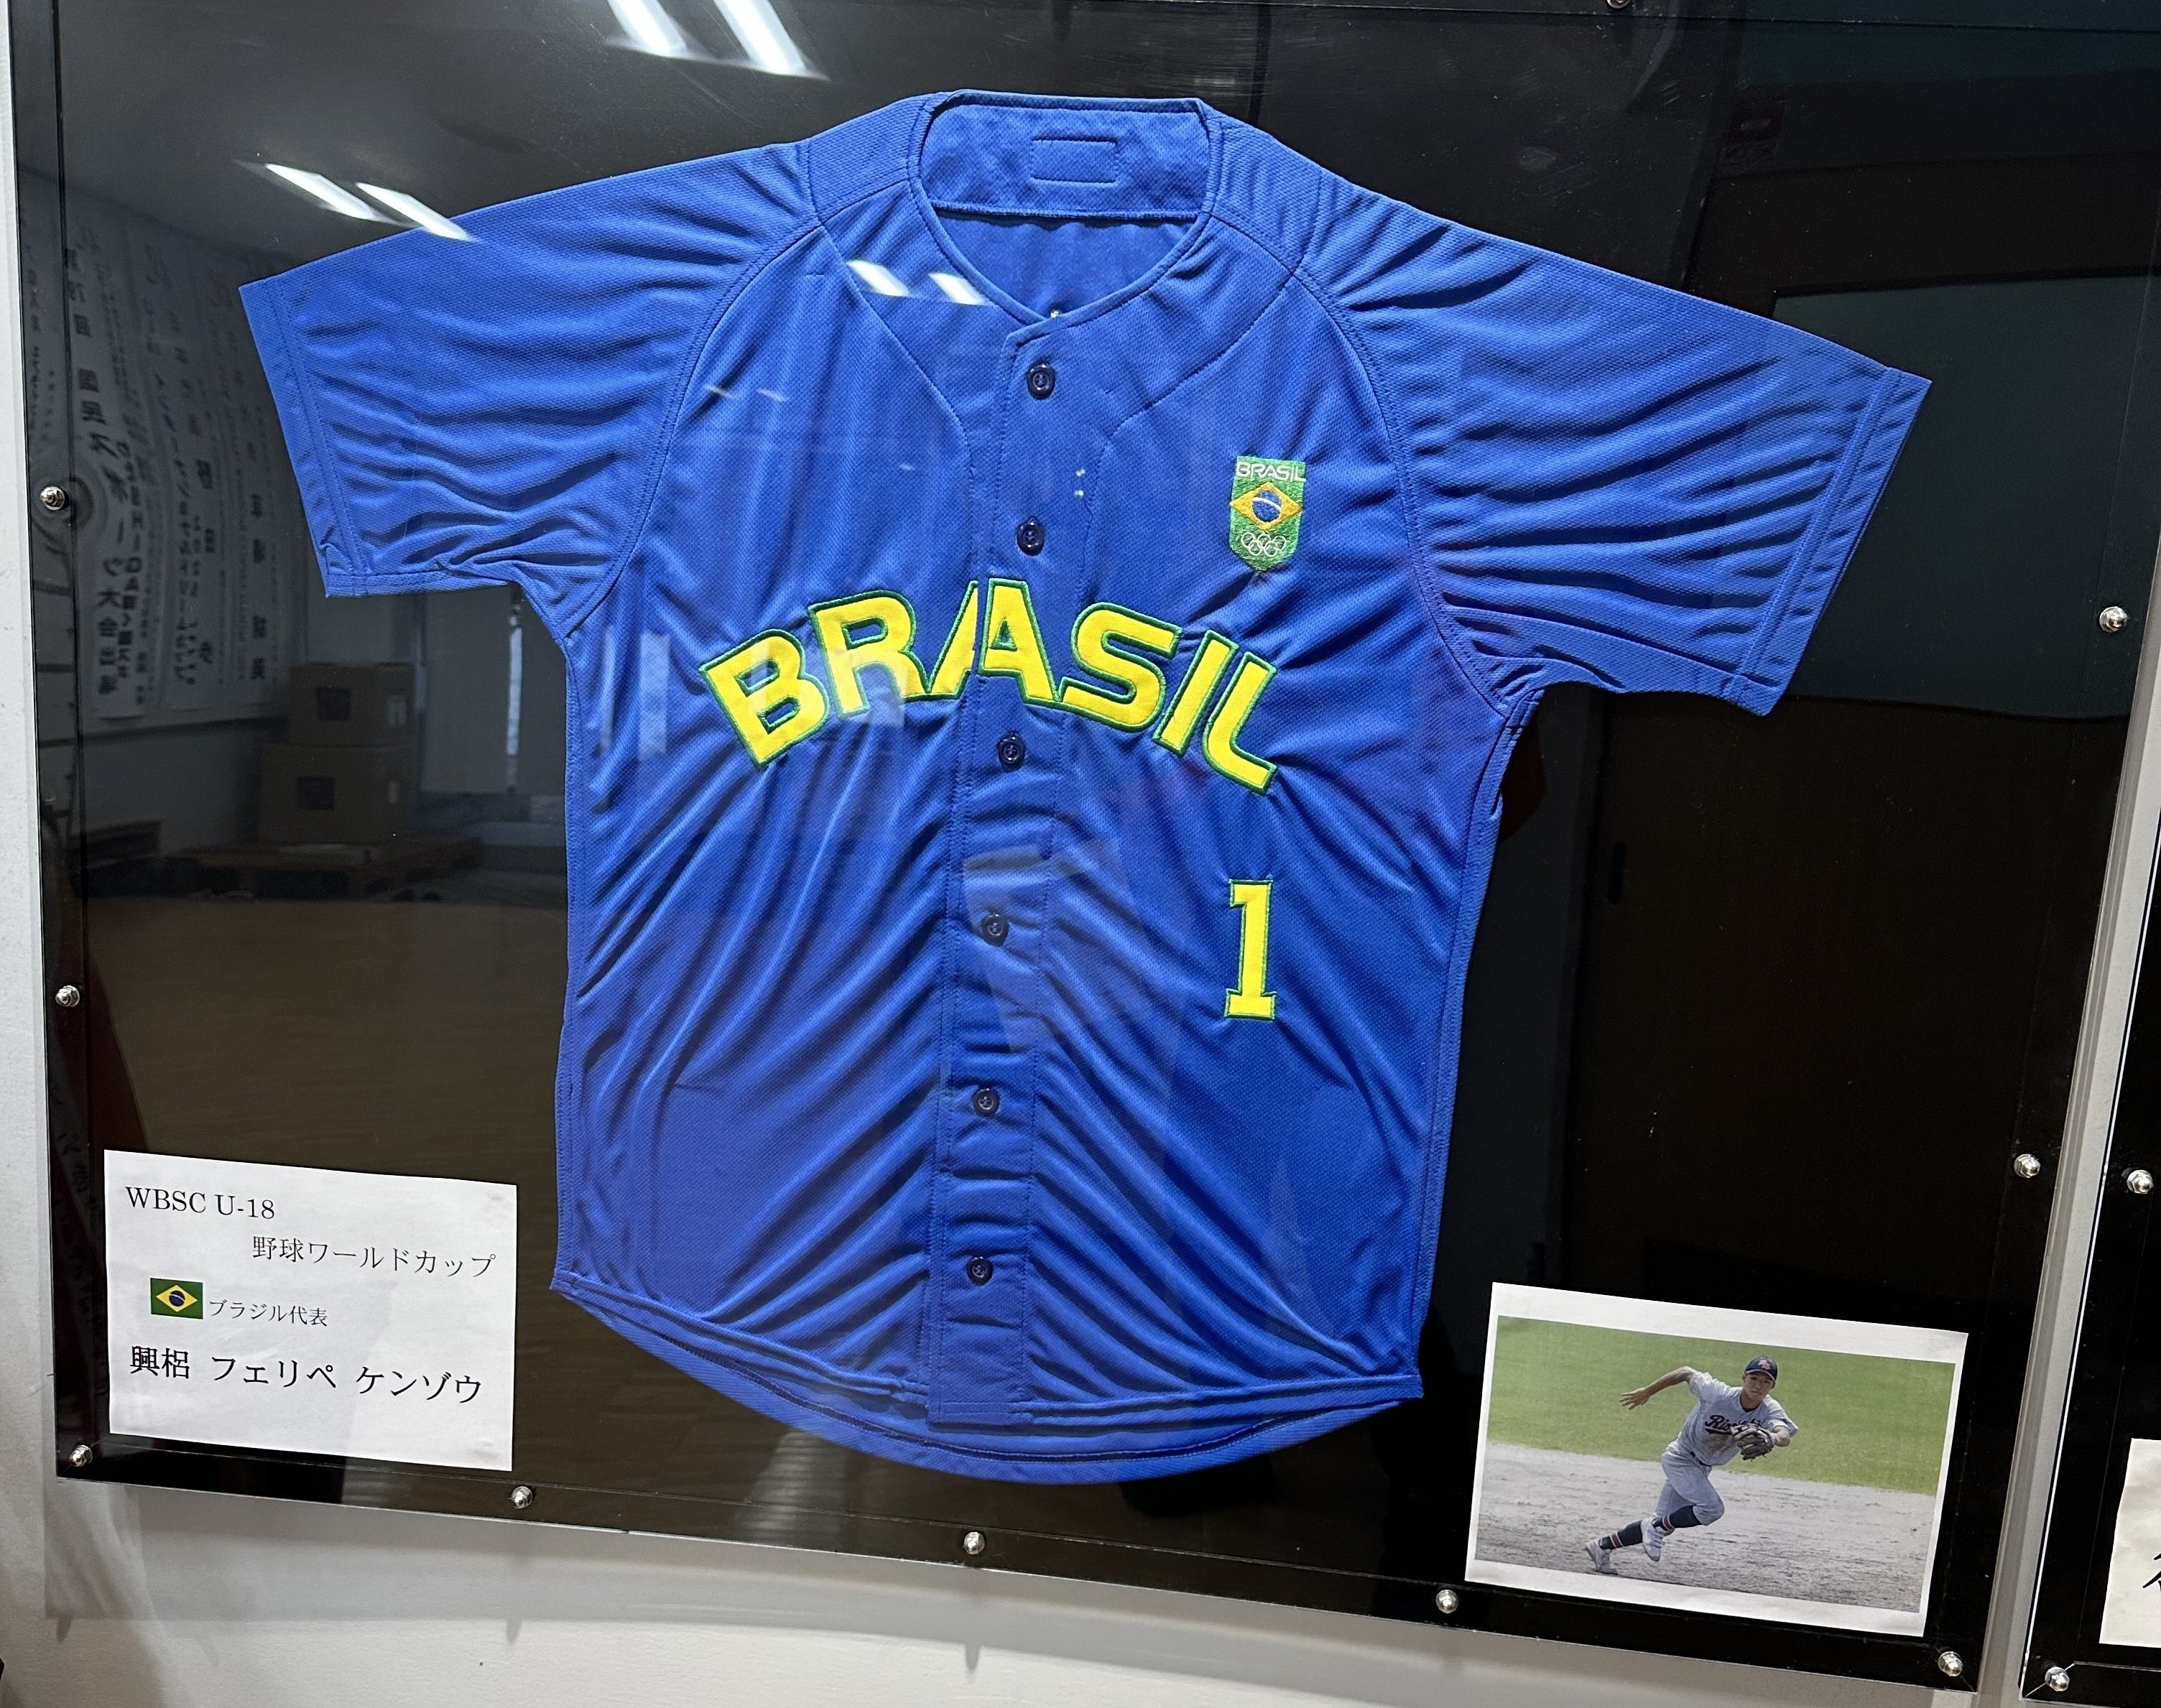 BRASIL
BRASIL
1
WBSC U-18
野球ワールドカップ
ブラジル代表
興梠 フェリペ ケンゾウ